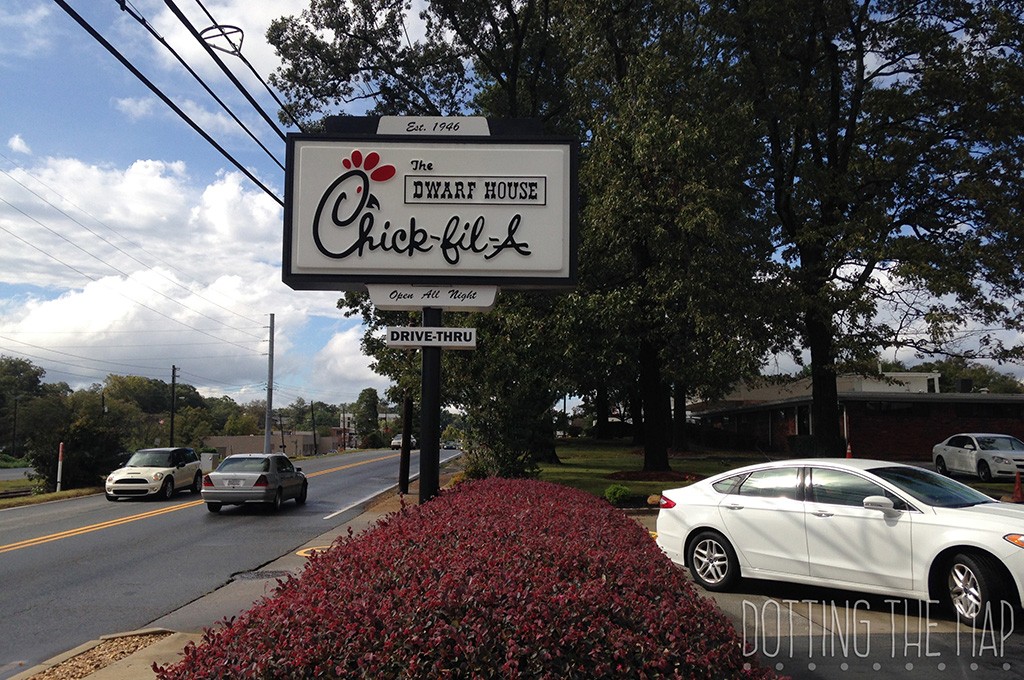 Est. 1946
The
DWARF HOUSE
Chick-fil-A
Open All Night
DRIVE-THRU
DOTTING THE MAP